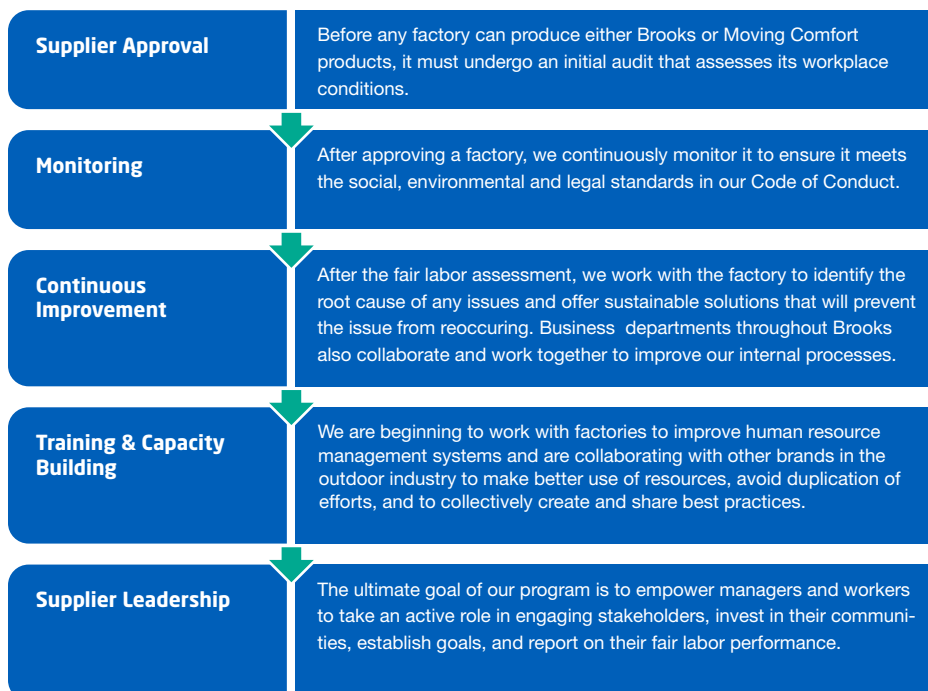 Supplier Approval
Before any factory can produce either Brooks or Moving Comfort
products, it must undergo an initial audit that assesses its workplace
conditions.
Monitoring
After approving a factory, we continuously monitor it to ensure it meets
the social, environmental and legal standards in our Code of Conduct.
Continuous
Improvement
After the fair labor assessment, we work with the factory to identify the
root cause of any issues and offer sustainable solutions that will prevent
the issue from reoccuring. Business departments throughout Brooks
also collaborate and work together to improve our internal processes.
Training & Capacity
Building
We are beginning to work with factories to improve human resource
management systems and are collaborating with other brands in the
outdoor industry to make better use of resources, avoid duplication of
efforts, and to collectively create and share best practices.
Supplier Leadership
The ultimate goal of our program is to empower managers and workers
to take an active role in engaging stakeholders, invest in their communi-
ties, establish goals, and report on their fair labor performance.